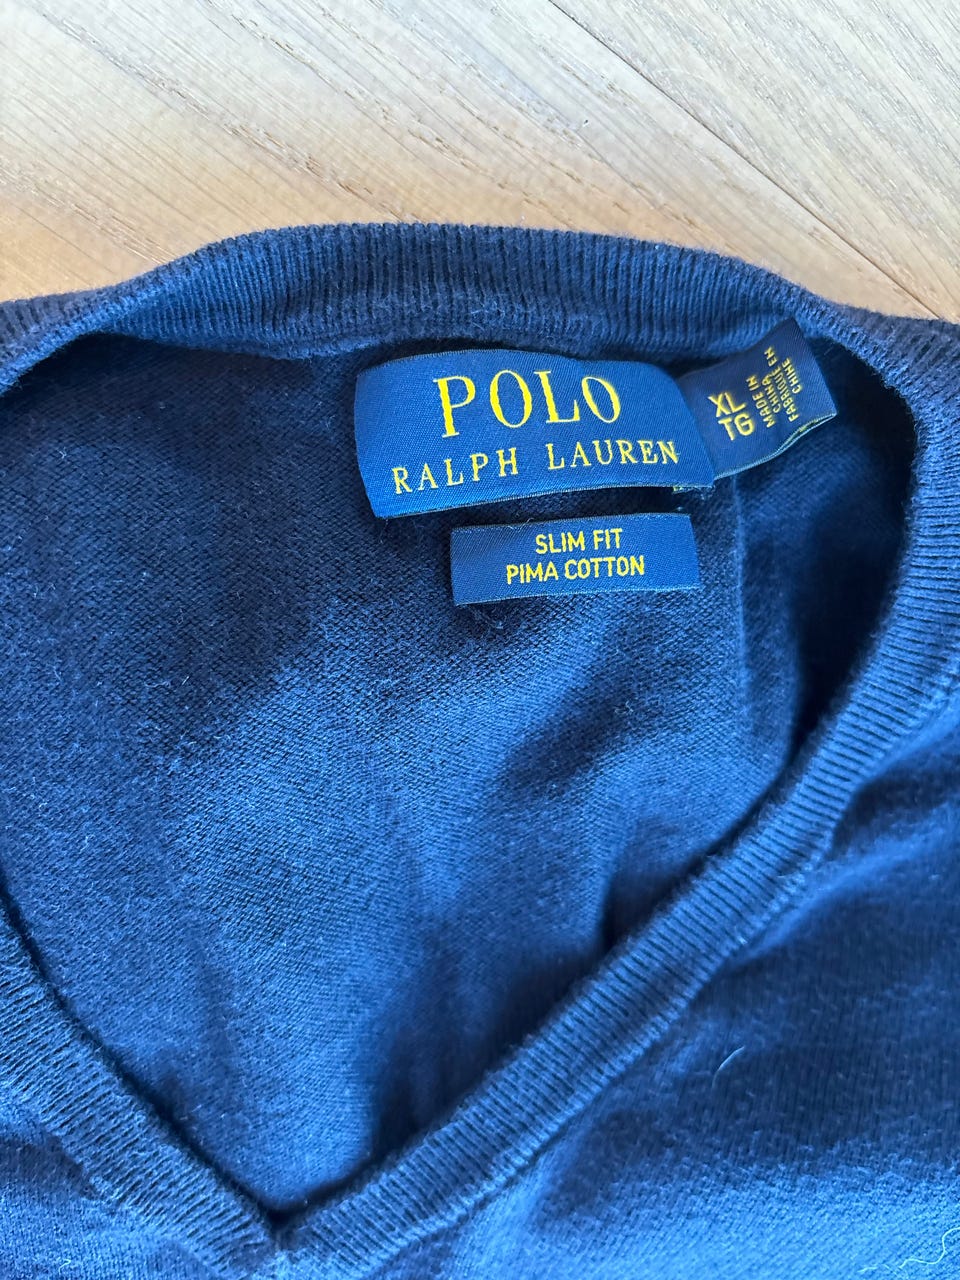 POLO
RALPH LAUREN
XL
TG
MADE IN
CHINA
FABRIQUÉ EN
CHINE
SLIM FIT
PIMA COTTON